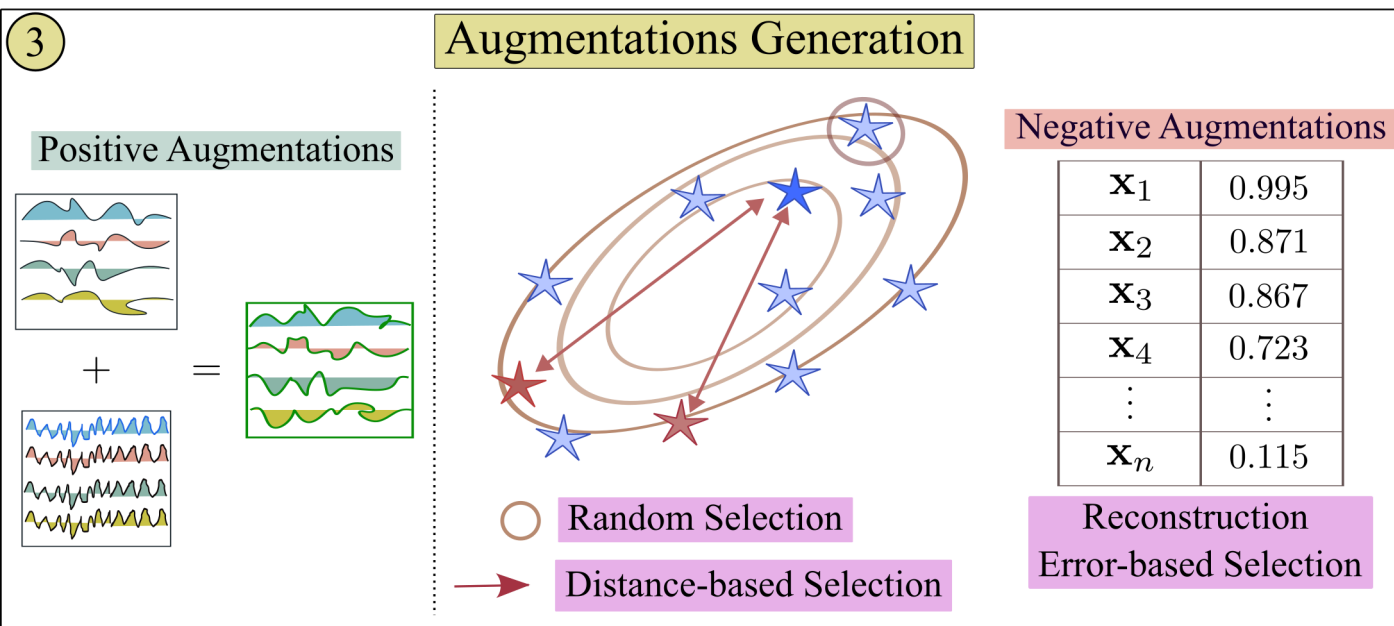 3
Augmentations Generation
Positive Augmentations
+
=
Random Selection
Distance-based Selection
Negative Augmentations
x₁ 0.995
x₂ 0.871
x₃ 0.867
x₄ 0.723
⋮ ⋮
xₙ 0.115
Reconstruction
Error-based Selection